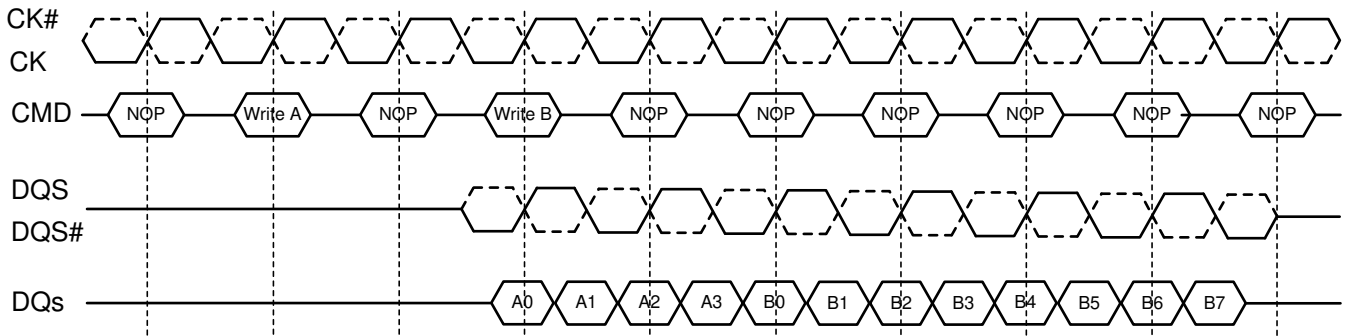 CK#
CK
CMD NOP Write A NOP Write B NOP NOP NOP NOP NOP NOP
DQS
DQS#
DQs A0 A1 A2 A3 B0 B1 B2 B3 B4 B5 B6 B7